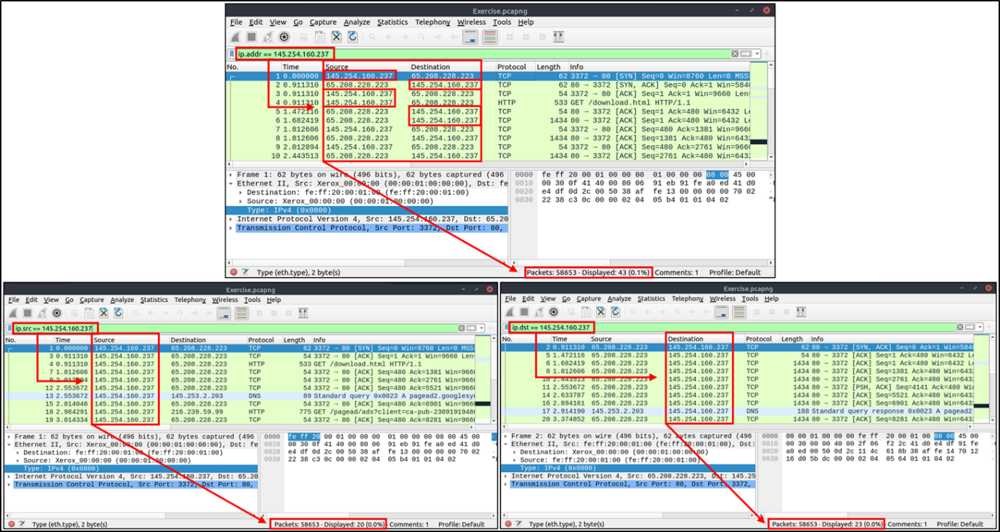 Exercise.pcapng
File Edit View Go Capture Analyze Statistics Telephony Wireless Tools Help
ip.addr == 145.254.160.237
No. Time Source Destination Protocol Length Info
1 0.000000 145.254.160.237 65.208.228.223 TCP 62 3372 → 80 [SYN] Seq=0 Win=8760 Len=0 MSS=
2 0.911310 65.208.228.223 145.254.160.237 TCP 62 80 → 3372 [SYN, ACK] Seq=0 Ack=1 Win=5840
3 0.911310 145.254.160.237 65.208.228.223 TCP 54 3372 → 80 [ACK] Seq=1 Ack=1 Win=9660 Len=
4 0.911310 145.254.160.237 65.208.228.223 HTTP 533 GET /download.html HTTP/1.1
5 1.472116 65.208.228.223 145.254.160.237 TCP 54 80 → 3372 [ACK] Seq=1 Ack=480 Win=6432 Le
6 1.682419 65.208.228.223 145.254.160.237 TCP 1434 80 → 3372 [ACK] Seq=1 Ack=480 Win=6432 Le
7 1.812606 145.254.160.237 65.208.228.223 TCP 54 3372 → 80 [ACK] Seq=480 Ack=1381 Win=966
8 1.812606 65.208.228.223 145.254.160.237 TCP 1434 80 → 3372 [ACK] Seq=1381 Ack=480 Win=643
9 2.012894 145.254.160.237 65.208.228.223 TCP 54 3372 → 80 [ACK] Seq=480 Ack=2761 Win=966
10 2.443513 65.208.228.223 145.254.160.237 TCP 1434 80 → 3372 [ACK] Seq=2761 Ack=480 Win=643
Frame 1: 62 bytes on wire (496 bits), 62 bytes captured (496
Ethernet II, Src: Xerox_00:00:00 (00:00:01:00:00:00), Dst: fe
Destination: fe:ff:20:00:01:00 (fe:ff:20:00:01:00)
Source: Xerox_00:00:00 (00:00:01:00:00:00)
Type: IPv4 (0x0800)
Internet Protocol Version 4, Src: 145.254.160.237, Dst: 65.20
Transmission Control Protocol, Src Port: 3372, Dst Port: 80,
0000 fe ff 20 00 01 00 00 00 01 00 00 00 08 00 45 00
0010 00 30 0f 41 40 00 80 06 91 eb 91 fe a0 ed 41 d0
0020 e4 df 0d 2c 00 50 38 af fe 13 00 00 00 00 70 02
0030 22 38 c3 0c 00 00 02 04 05 b4 01 01 04 02 "8
Type (eth.type), 2 byte(s) Packets: 58653 · Displayed: 43 (0.1%) Comments: 1 Profile: Default
Exercise.pcapng
File Edit View Go Capture Analyze Statistics Telephony Wireless Tools Help
ip.src == 145.254.160.237
No. Time Source Destination Protocol Length Info
1 0.000000 145.254.160.237 65.208.228.223 TCP 62 3372 → 80 [SYN] Seq=0 Win=8760 Len=0 MSS=
3 0.911310 145.254.160.237 65.208.228.223 TCP 54 3372 → 80 [ACK] Seq=1 Ack=1 Win=9660 Len=
4 0.911310 145.254.160.237 65.208.228.223 HTTP 533 GET /download.html HTTP/1.1
7 1.812606 145.254.160.237 65.208.228.223 TCP 54 3372 → 80 [ACK] Seq=480 Ack=1381 Win=966
9 2.012894 145.254.160.237 65.208.228.223 TCP 54 3372 → 80 [ACK] Seq=480 Ack=2761 Win=966
12 2.553672 145.254.160.237 65.208.228.223 TCP 54 3372 → 80 [ACK] Seq=480 Ack=5521 Win=966
13 2.553672 145.254.160.237 145.253.2.203 DNS 89 Standard query 0x0023 A pagead2.googlesyn
15 2.814046 145.254.160.237 65.208.228.223 TCP 54 3372 → 80 [ACK] Seq=480 Ack=6901 Win=966
18 2.984291 145.254.160.237 216.239.59.99 HTTP 775 GET /pagead/ads?client=ca-pub-2309191948
19 3.014334 145.254.160.237 65.208.228.223 TCP 54 3372 → 80 [ACK] Seq=480 Ack=8281 Win=966
Frame 1: 62 bytes on wire (496 bits), 62 bytes captured (496
Ethernet II, Src: Xerox_00:00:00 (00:00:01:00:00:00), Dst: fe
Destination: fe:ff:20:00:01:00 (fe:ff:20:00:01:00)
Source: Xerox_00:00:00 (00:00:01:00:00:00)
Type: IPv4 (0x0800)
Internet Protocol Version 4, Src: 145.254.160.237, Dst: 65.20
Transmission Control Protocol, Src Port: 3372, Dst Port: 80,
0000 fe ff 20 00 01 00 00 00 01 00 00 00 08 00 45 00
0010 00 30 0f 41 40 00 80 06 91 eb 91 fe a0 ed 41 d0
0020 e4 df 0d 2c 00 50 38 af fe 13 00 00 00 00 70 02
0030 22 38 c3 0c 00 00 02 04 05 b4 01 01 04 02 "8
Type (eth.type), 2 byte(s) Packets: 58653 · Displayed: 20 (0.0%) Comments: 1 Profile: Default
Exercise.pcapng
File Edit View Go Capture Analyze Statistics Telephony Wireless Tools Help
ip.dst == 145.254.160.237
No. Time Source Destination Protocol Length Info
2 0.911310 65.208.228.223 145.254.160.237 TCP 62 80 → 3372 [SYN, ACK] Seq=0 Ack=1 Win=584
5 1.472116 65.208.228.223 145.254.160.237 TCP 54 80 → 3372 [ACK] Seq=1 Ack=480 Win=6432 Le
6 1.682419 65.208.228.223 145.254.160.237 TCP 1434 80 → 3372 [ACK] Seq=1 Ack=480 Win=6432 Le
8 1.812606 65.208.228.223 145.254.160.237 TCP 1434 80 → 3372 [ACK] Seq=1381 Ack=480 Win=643
10 2.443513 65.208.228.223 145.254.160.237 TCP 1434 80 → 3372 [ACK] Seq=2761 Ack=480 Win=643
11 2.553672 65.208.228.223 145.254.160.237 TCP 1434 80 → 3372 [PSH, ACK] Seq=4141 Ack=480 Wi
14 2.633787 65.208.228.223 145.254.160.237 TCP 1434 80 → 3372 [ACK] Seq=5521 Ack=480 Win=643
16 2.894161 65.208.228.223 145.254.160.237 TCP 1434 80 → 3372 [ACK] Seq=6901 Ack=480 Win=643
17 2.914190 145.253.2.203 145.254.160.237 DNS 188 Standard query response 0x0023 A pagead2
20 3.374852 65.208.228.223 145.254.160.237 TCP 1434 80 → 3372 [ACK] Seq=8281 Ack=480 Win=643
Frame 2: 62 bytes on wire (496 bits), 62 bytes captured (496
Ethernet II, Src: fe:ff:20:00:01:00 (fe:ff:20:00:01:00), Dst:
Destination: Xerox_00:00:00 (00:00:01:00:00:00)
Source: fe:ff:20:00:01:00 (fe:ff:20:00:01:00)
Type: IPv4 (0x0800)
Internet Protocol Version 4, Src: 65.208.228.223, Dst: 145.25
Transmission Control Protocol, Src Port: 80, Dst Port: 3372,
0000 00 00 01 00 00 00 fe ff 20 00 01 00 08 00 45 00
0010 00 30 00 00 40 00 2f 06 f2 2c 41 d0 e4 df 91 fe
0020 a0 ed 00 50 0d 2c 11 4c 61 8b 38 af fe 14 70 12
0030 16 d0 5b dc 00 00 02 04 05 64 01 01 04 02
Type (eth.type), 2 byte(s) Packets: 58653 · Displayed: 23 (0.0%) Comments: 1 Profile: Default